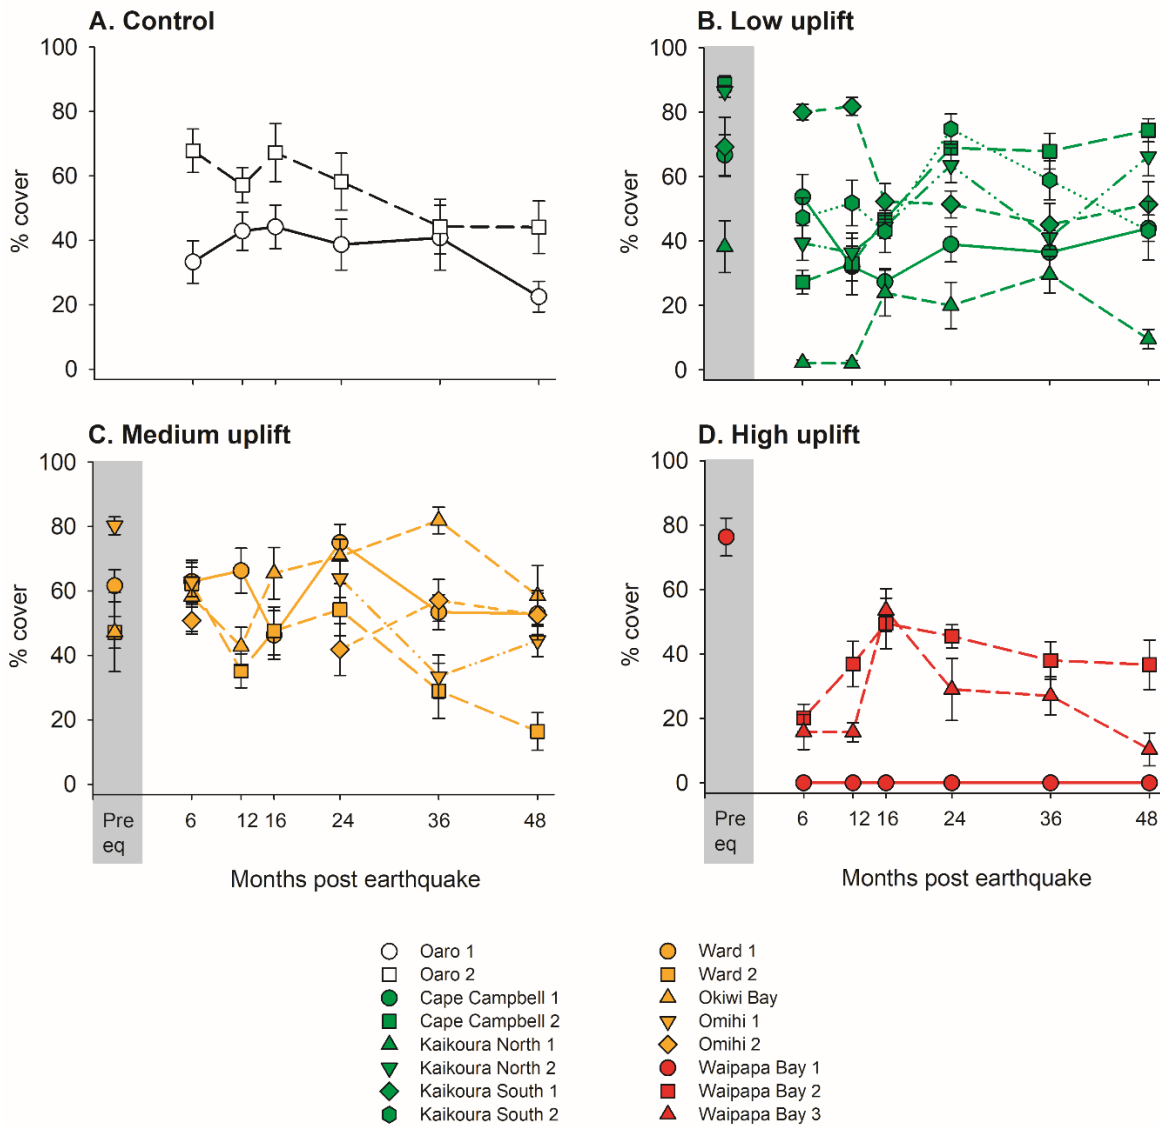 A. Control
B. Low uplift
100
80
60
40
20
0
% cover
100
80
60
40
20
0
% cover
C. Medium uplift
D. High uplift
100
80
60
40
20
0
% cover
100
80
60
40
20
0
% cover
Pre eq 6 12 16 24 36 48
Pre eq 6 12 16 24 36 48
Months post earthquake
Months post earthquake
Oaro 1
Oaro 2
Cape Campbell 1
Cape Campbell 2
Kaikoura North 1
Kaikoura North 2
Kaikoura South 1
Kaikoura South 2
Ward 1
Ward 2
Okiwi Bay
Omihi 1
Omihi 2
Waipapa Bay 1
Waipapa Bay 2
Waipapa Bay 3